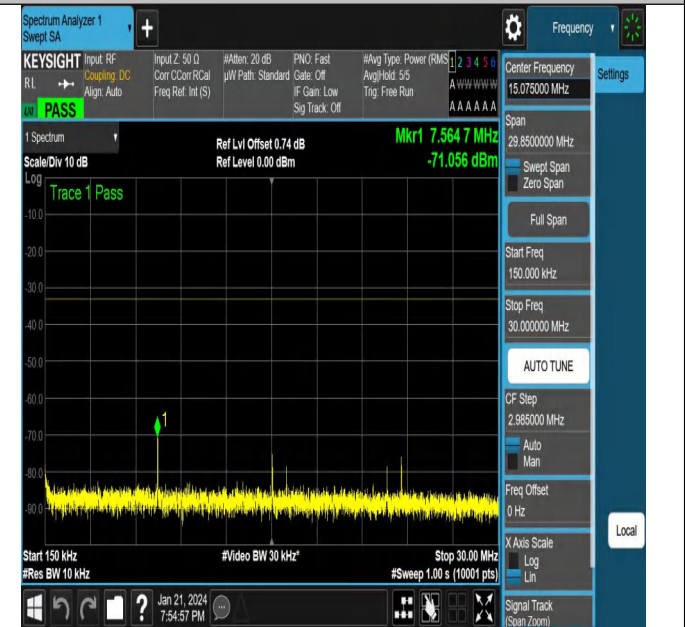 Spectrum Analyzer 1
Swept SA
+
Frequency
KEYSIGHT
RL
PASS
Input: RF
Coupling: DC
Align: Auto
Input Z: 50 Ω
Corr CCorr RCal
Freq Ref: Int (S)
#Atten: 20 dB
µW Path: Standard
PNO: Fast
Gate: Off
IF Gain: Low
Sig Track: Off
#Avg Type: Power (RMS
Avg|Hold: 5/5
Trig: Free Run
1 2 3 4 5 6
A W W W W W
A A A A A A
1 Spectrum
Scale/Div 10 dB
Ref Lvl Offset 0.74 dB
Ref Level 0.00 dBm
Mkr1 7.564 7 MHz
-71.056 dBm
Log
Trace 1 Pass
-10.0
-20.0
-30.0
-40.0
-50.0
-60.0
-70.0
-80.0
-90.0
1
Start 150 kHz
#Res BW 10 kHz
#Video BW 30 kHz*
Stop 30.00 MHz
#Sweep 1.00 s (10001 pts)
Center Frequency
15.075000 MHz
Settings
Span
29.8500000 MHz
Swept Span
Zero Span
Full Span
Start Freq
150.000 kHz
Stop Freq
30.000000 MHz
AUTO TUNE
CF Step
2.985000 MHz
Auto
Man
Freq Offset
0 Hz
Local
X Axis Scale
Log
Lin
Signal Track
(Span Zoom)
?
Jan 21, 2024
7:54:57 PM